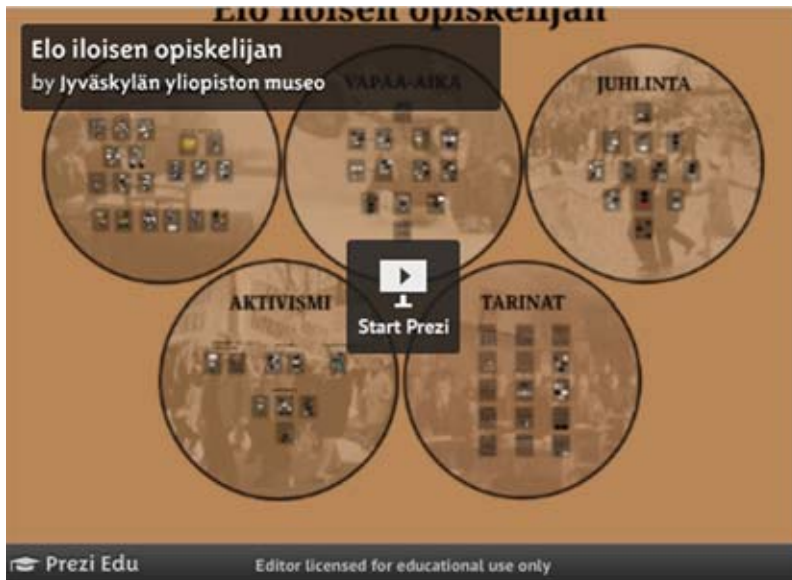 Elo iloisen opiskelijan
Elo iloisen opiskelijan
by Jyväskylän yliopiston museo
VAPAA-AIKA
JUHLINTA
AKTIVISMI
TARINAT
Start Prezi
Prezi Edu
Editor licensed for educational use only